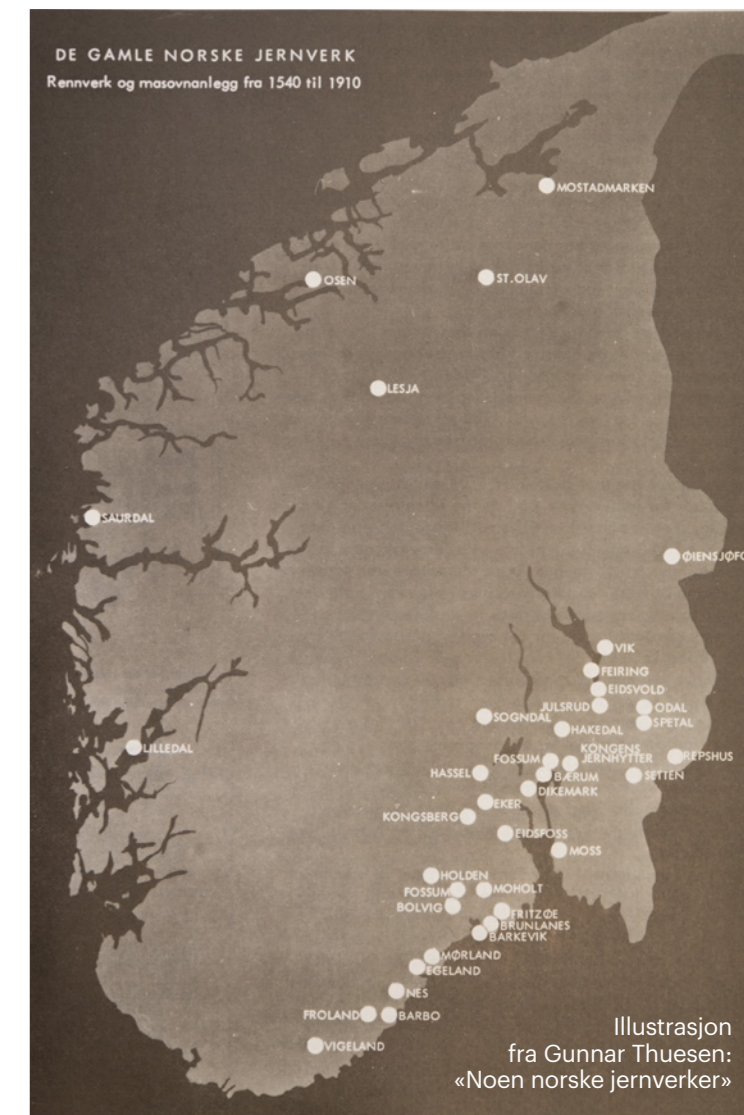 DE GAMLE NORSKE JERNVERK
Rennverk og masovnanlegg fra 1540 til 1910
MOSTADMARKEN
OSEN
ST.OLAV
LESJA
SAURDAL
ØIENSJØFO
VIK
FEIRING
EIDSVOLD
JULSRUD
ODAL
SOGNDAL
SPETAL
HAKEDAL
LILLEDAL
KONGENS
JERNHYTTER
FOSSUM
REPSHUS
HASSEL
BÆRUM
SETTEN
DIKEMARK
EKER
KONGSBERG
EIDSFOSS
MOSS
HOLDEN
FOSSUM
MOHOLT
BOLVIG
FRITZØE
BRUNLANES
BARKEVIK
MØRLAND
EGELAND
NES
FROLAND
BARBO
VIGELAND
Illustrasjon
fra Gunnar Thuesen:
«Noen norske jernverker»